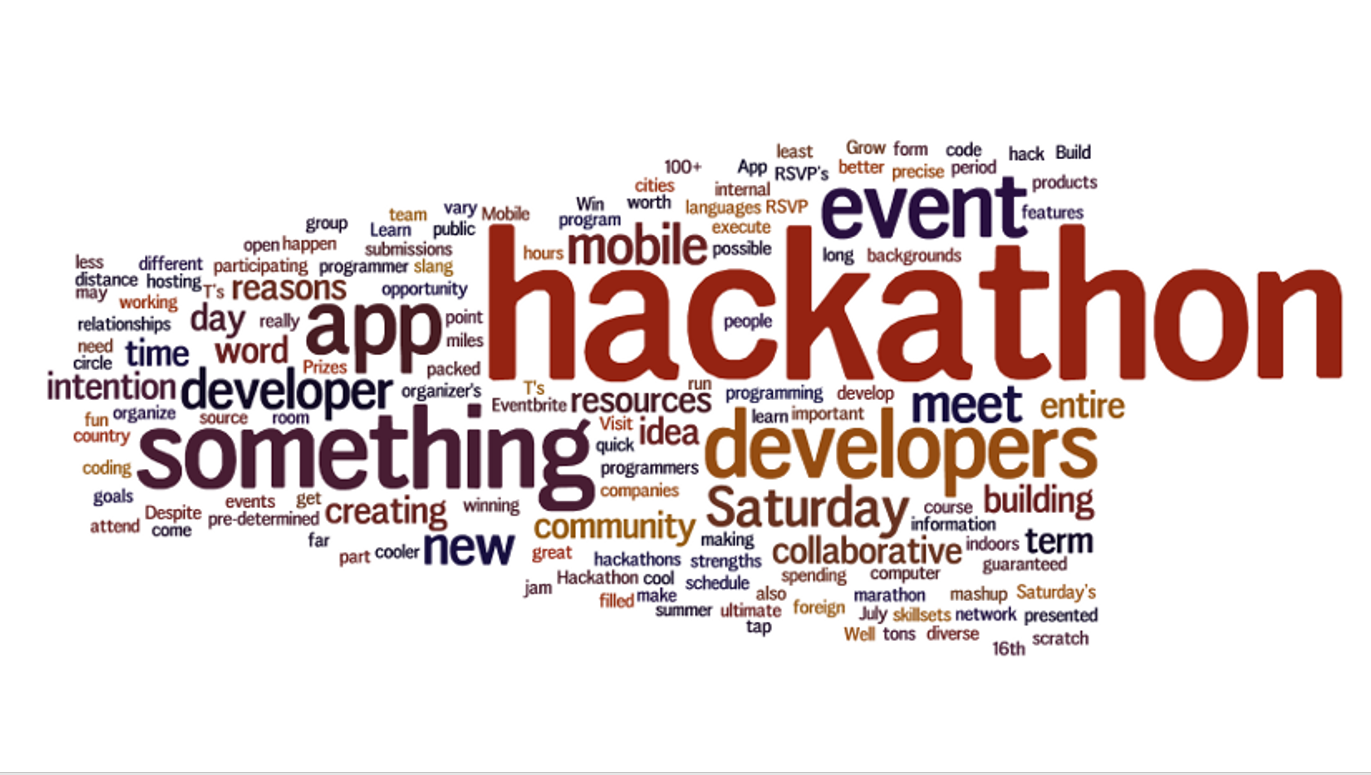 least
Grow form code hack Build
100+ App RSVP's better precise period
cities internal products
Win worth languages RSVP event features
group team vary Mobile program execute
Learn public
open happen submissions hours mobile possible long backgrounds
less different participating programmer slang hackathon
distance hosting T's reasons opportunity
may working
relationships day really app point people
miles
need time word
circle Prizes packed
intention developer organizer's T's run programming develop meet entire
Eventbrite resources
fun organize source room learn important
country something Visit idea developers
quick
coding programmers
goals events get companies
Despite pre-determined creating winning Saturday course building
attend come community information
far part cooler new great making collaborative indoors term
hackathons strengths guaranteed
jam Hackathon cool schedule spending computer
filled make also marathon mashup Saturday's
summer ultimate foreign July skillsets network presented
tap Well tons diverse scratch
16th